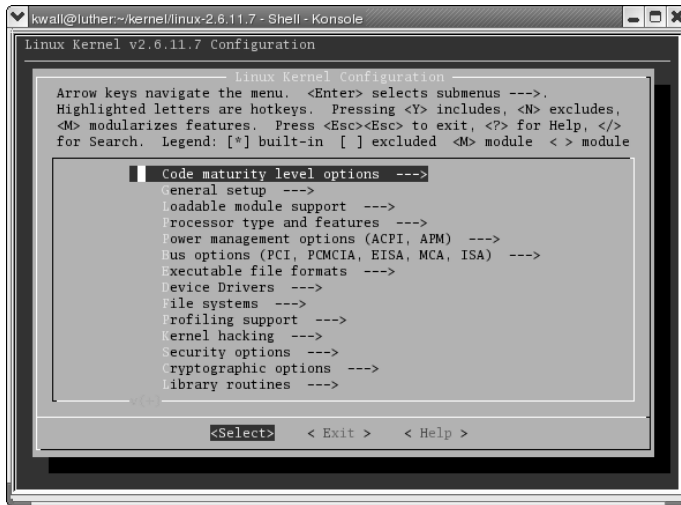 kwall@luther:~/kernel/linux-2.6.11.7 - Shell - Konsole
Linux Kernel v2.6.11.7 Configuration
Linux Kernel Configuration
Arrow keys navigate the menu. <Enter> selects submenus --->.
Highlighted letters are hotkeys. Pressing <Y> includes, <N> excludes,
<M> modularizes features. Press <Esc><Esc> to exit, <?> for Help, </>
for Search. Legend: [*] built-in [ ] excluded <M> module < > module
Code maturity level options --->
General setup --->
Loadable module support --->
Processor type and features --->
Power management options (ACPI, APM) --->
Bus options (PCI, PCMCIA, EISA, MCA, ISA) --->
Executable file formats --->
Device Drivers --->
File systems --->
Profiling support --->
Kernel hacking --->
Security options --->
Cryptographic options --->
Library routines --->
v(+)
<Select> < Exit > < Help >